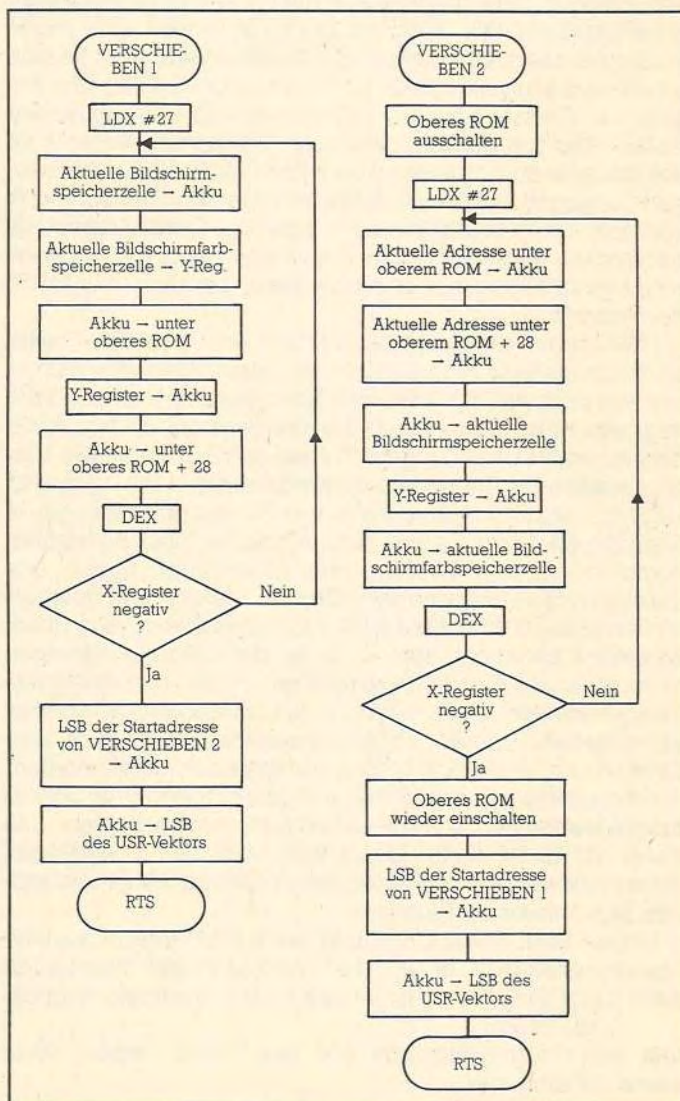 VERSCHIE-
BEN 1
LDX #27
Aktuelle Bildschirm-
speicherzelle → Akku
Aktuelle Bildschirmfarb-
speicherzelle → Y-Reg.
Akku → unter
oberes ROM
Y-Register → Akku
Akku → unter
oberes ROM + 28
DEX
X-Register
negativ
?
Nein
Ja
LSB der Startadresse
von VERSCHIEBEN 2
→ Akku
Akku → LSB
des USR-Vektors
RTS
VERSCHIE-
BEN 2
Oberes ROM
ausschalten
LDX #27
Aktuelle Adresse unter
oberem ROM → Akku
Aktuelle Adresse unter
oberem ROM + 28
→ Akku
Akku → aktuelle
Bildschirmspeicherzelle
Y-Register → Akku
Akku → aktuelle Bild-
schirmfarbspeicherzelle
DEX
X-Register
negativ
?
Nein
Ja
Oberes ROM
wieder einschalten
LSB der Startadresse
von VERSCHIEBEN 1
→ Akku
Akku → LSB des
USR-Vektors
RTS